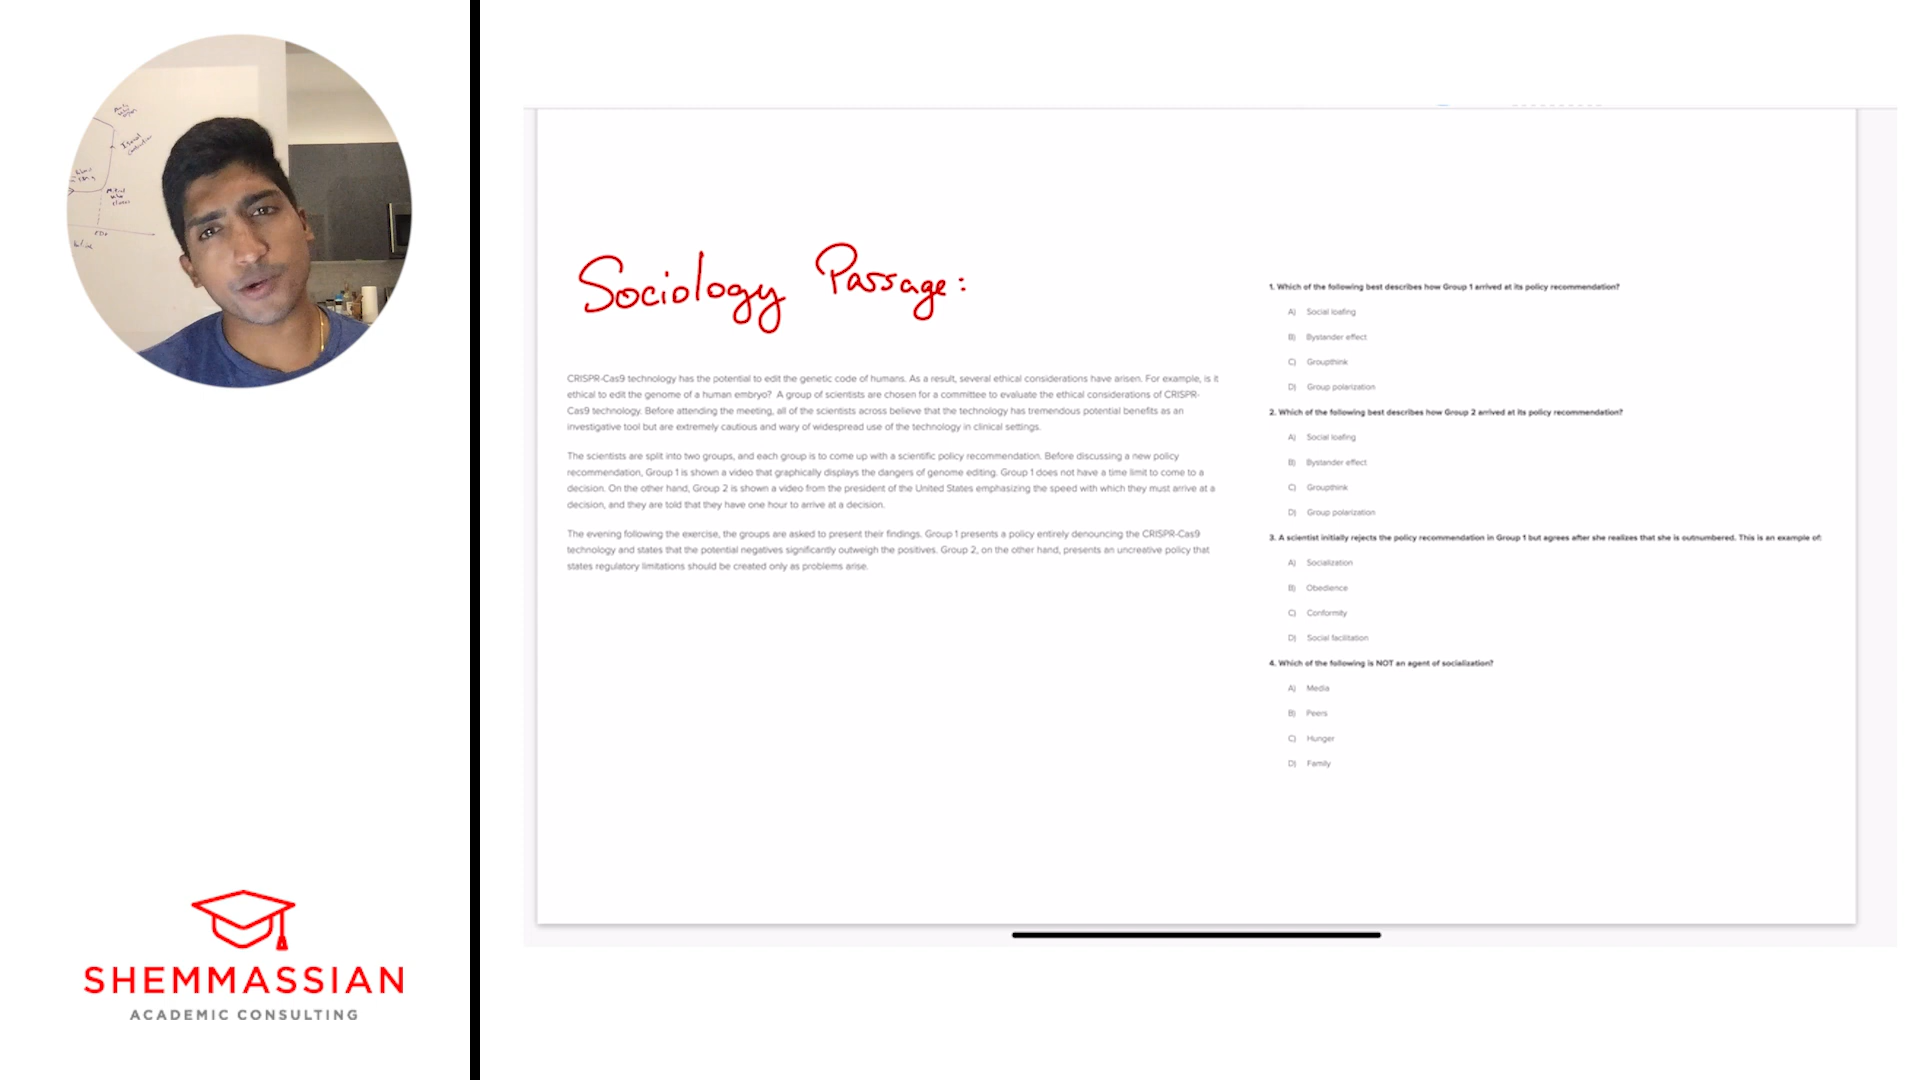 Sociology Passage:
CRISPR-Cas9 technology has the potential to edit the genetic code of humans. As a result, several ethical considerations have arisen. For example, is it
ethical to edit the genome of a human embryo? A group of scientists are chosen for a committee to evaluate the ethical considerations of CRISPR-
Cas9 technology. Before attending the meeting, all of the scientists across believe that the technology has tremendous potential benefits as an
investigative tool but are extremely cautious and wary of widespread use of the technology in clinical settings.
The scientists are split into two groups, and each group is to come up with a scientific policy recommendation. Before discussing a new policy
recommendation, Group 1 is shown a video that graphically displays the dangers of genome editing. Group 1 does not have a time limit to come to a
decision. On the other hand, Group 2 is shown a video from the president of the United States emphasizing the speed with which they must arrive at a
decision, and they are told that they have one hour to arrive at a decision.
The evening following the exercise, the groups are asked to present their findings. Group 1 presents a policy entirely denouncing the CRISPR-Cas9
technology and states that the potential negatives significantly outweigh the positives. Group 2, on the other hand, presents an uncreative policy that
states regulatory limitations should be created only as problems arise.
1. Which of the following best describes how Group 1 arrived at its policy recommendation?
A) Social loafing
B) Bystander effect
C) Groupthink
D) Group polarization
2. Which of the following best describes how Group 2 arrived at its policy recommendation?
A) Social loafing
B) Bystander effect
C) Groupthink
D) Group polarization
3. A scientist initially rejects the policy recommendation in Group 1 but agrees after she realizes that she is outnumbered. This is an example of:
A) Socialization
B) Obedience
C) Conformity
D) Social facilitation
4. Which of the following is NOT an agent of socialization?
A) Media
B) Peers
C) Hunger
D) Family
SHEMMASSIAN
ACADEMIC CONSULTING